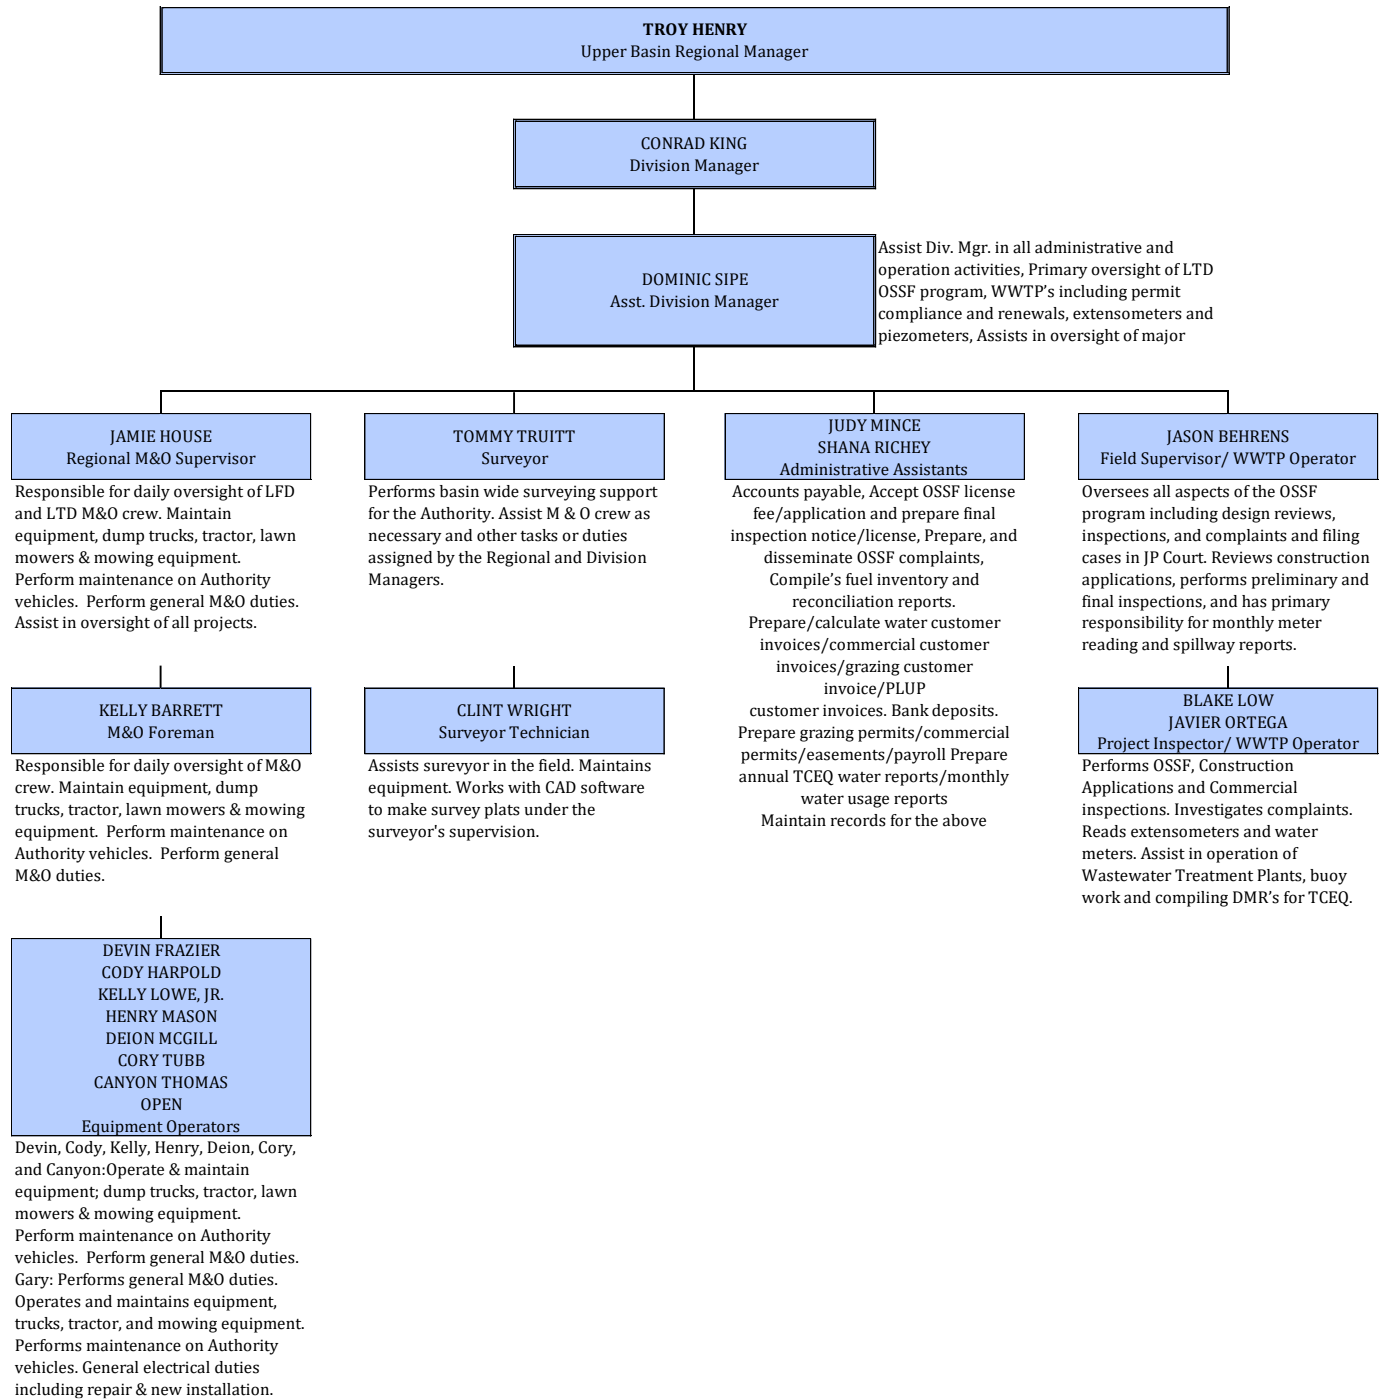 TROY HENRY
Upper Basin Regional Manager
CONRAD KING
Division Manager
DOMINIC SIPE
Asst. Division Manager
Assist Div. Mgr. in all administrative and
operation activities, Primary oversight of LTD
OSSF program, WWTP's including permit
compliance and renewals, extensometers and
piezometers, Assists in oversight of major
JAMIE HOUSE
Regional M&O Supervisor
Responsible for daily oversight of LFD
and LTD M&O crew. Maintain
equipment, dump trucks, tractor, lawn
mowers & mowing equipment.
Perform maintenance on Authority
vehicles.  Perform general M&O duties.
Assist in oversight of all projects.
KELLY BARRETT
M&O Foreman
Responsible for daily oversight of M&O
crew. Maintain equipment, dump
trucks, tractor, lawn mowers & mowing
equipment.  Perform maintenance on
Authority vehicles.  Perform general
M&O duties.
DEVIN FRAZIER
CODY HARPOLD
KELLY LOWE, JR.
HENRY MASON
DEION MCGILL
CORY TUBB
CANYON THOMAS
OPEN
Equipment Operators
Devin, Cody, Kelly, Henry, Deion, Cory,
and Canyon:Operate & maintain
equipment; dump trucks, tractor, lawn
mowers & mowing equipment.
Perform maintenance on Authority
vehicles.  Perform general M&O duties.
Gary: Performs general M&O duties.
Operates and maintains equipment,
trucks, tractor, and mowing equipment.
Performs maintenance on Authority
vehicles. General electrical duties
including repair & new installation.
TOMMY TRUITT
Surveyor
Performs basin wide surveying support
for the Authority. Assist M & O crew as
necessary and other tasks or duties
assigned by the Regional and Division
Managers.
CLINT WRIGHT
Surveyor Technician
Assists surevyor in the field. Maintains
equipment. Works with CAD software
to make survey plats under the
surveyor's supervision.
JUDY MINCE
SHANA RICHEY
Administrative Assistants
Accounts payable, Accept OSSF license
fee/application and prepare final
inspection notice/license, Prepare, and
disseminate OSSF complaints,
Compile's fuel inventory and
reconciliation reports.
Prepare/calculate water customer
invoices/commercial customer
invoices/grazing customer
invoice/PLUP
customer invoices. Bank deposits.
Prepare grazing permits/commercial
permits/easements/payroll Prepare
annual TCEQ water reports/monthly
water usage reports
Maintain records for the above
JASON BEHRENS
Field Supervisor/ WWTP Operator
Oversees all aspects of the OSSF
program including design reviews,
inspections, and complaints and filing
cases in JP Court. Reviews construction
applications, performs preliminary and
final inspections, and has primary
responsibility for monthly meter
reading and spillway reports.
BLAKE LOW
JAVIER ORTEGA
Project Inspector/ WWTP Operator
Performs OSSF, Construction
Applications and Commercial
inspections. Investigates complaints.
Reads extensometers and water
meters. Assist in operation of
Wastewater Treatment Plants, buoy
work and compiling DMR's for TCEQ.